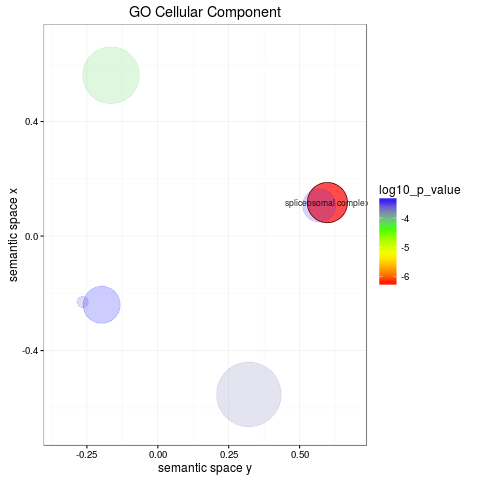 GO Cellular Component
semantic space x
0.4
0.0
-0.4
spliceosomal complex
-0.25
0.00
0.25
0.50
semantic space y
log10_p_value
-4
-5
-6